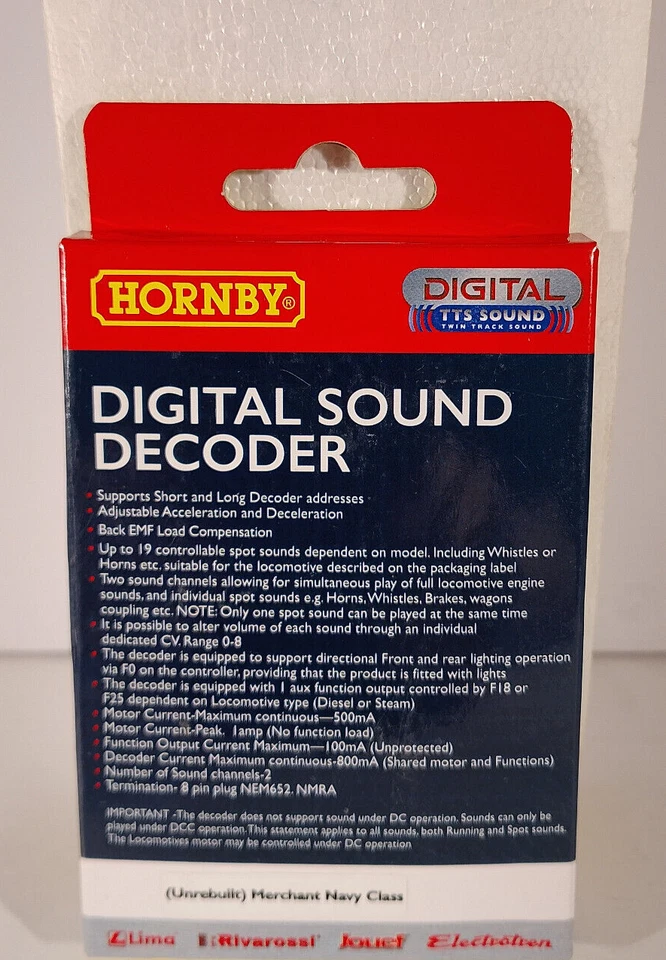 HORNBY®
DIGITAL
TTS SOUND
TWIN TRACK SOUND
DIGITAL SOUND
DECODER
• Supports Short and Long Decoder addresses
• Adjustable Acceleration and Deceleration
• Back EMF Load Compensation
• Up to 19 controllable spot sounds dependent on model. Including Whistles or
Horns etc. suitable for the locomotive described on the packaging label
• Two sound channels allowing for simultaneous play of full locomotive engine
sounds, and individual spot sounds e.g. Horns, Whistles, Brakes, wagons
coupling etc. NOTE: Only one spot sound can be played at the same time
• It is possible to alter volume of each sound through an individual
dedicated CV. Range 0-8
• The decoder is equipped to support directional Front and rear lighting operation
via F0 on the controller, providing that the product is fitted with lights
• The decoder is equipped with 1 aux function output controlled by F18 or
F25 dependent on Locomotive type (Diesel or Steam)
• Motor Current-Maximum continuous—500mA
• Motor Current-Peak. 1amp (No function load)
• Function Output Current Maximum—100mA (Unprotected)
• Decoder Current Maximum continuous-800mA (Shared motor and Functions)
• Number of Sound channels-2
• Termination- 8 pin plug NEM652. NMRA
IMPORTANT -The decoder does not support sound under DC operation. Sounds can only be
played under DCC operation. This statement applies to all sounds, both Running and Spot sounds.
The Locomotives motor may be controlled under DC operation
(Unrebuilt) Merchant Navy Class
Lima Rivarossi Jouef Electrotren